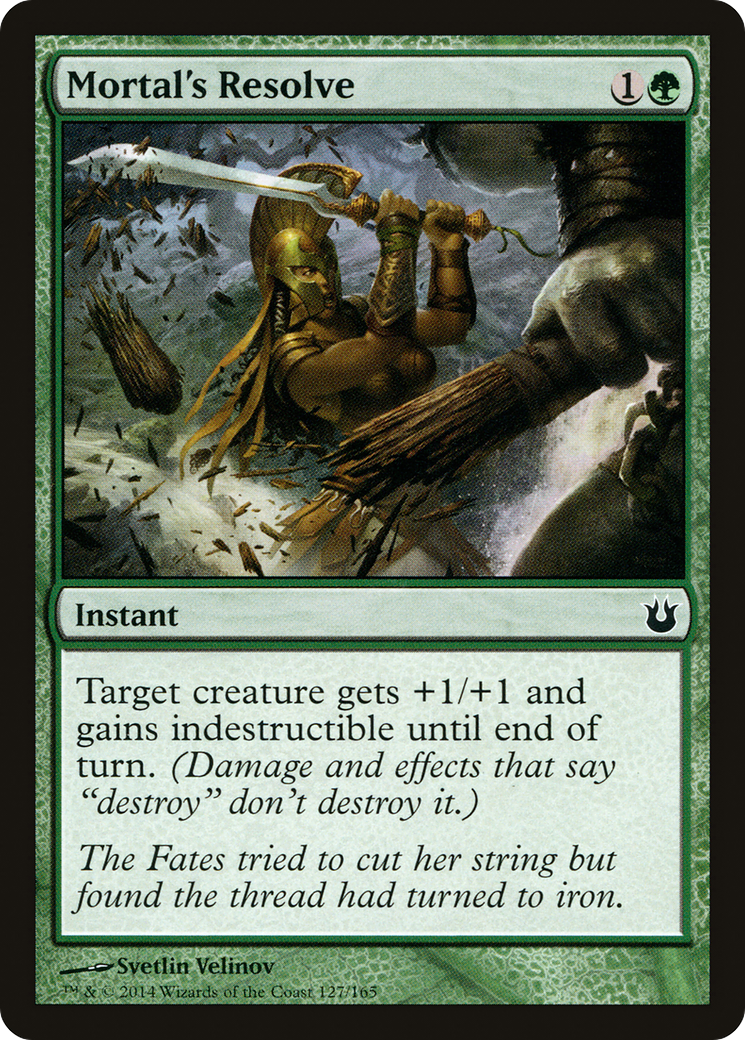 Mortal's Resolve 1
Instant
Target creature gets +1/+1 and
gains indestructible until end of
turn. (Damage and effects that say
“destroy” don't destroy it.)
The Fates tried to cut her string but
found the thread had turned to iron.
Svetlin Velinov
™ & © 2014 Wizards of the Coast 127/165